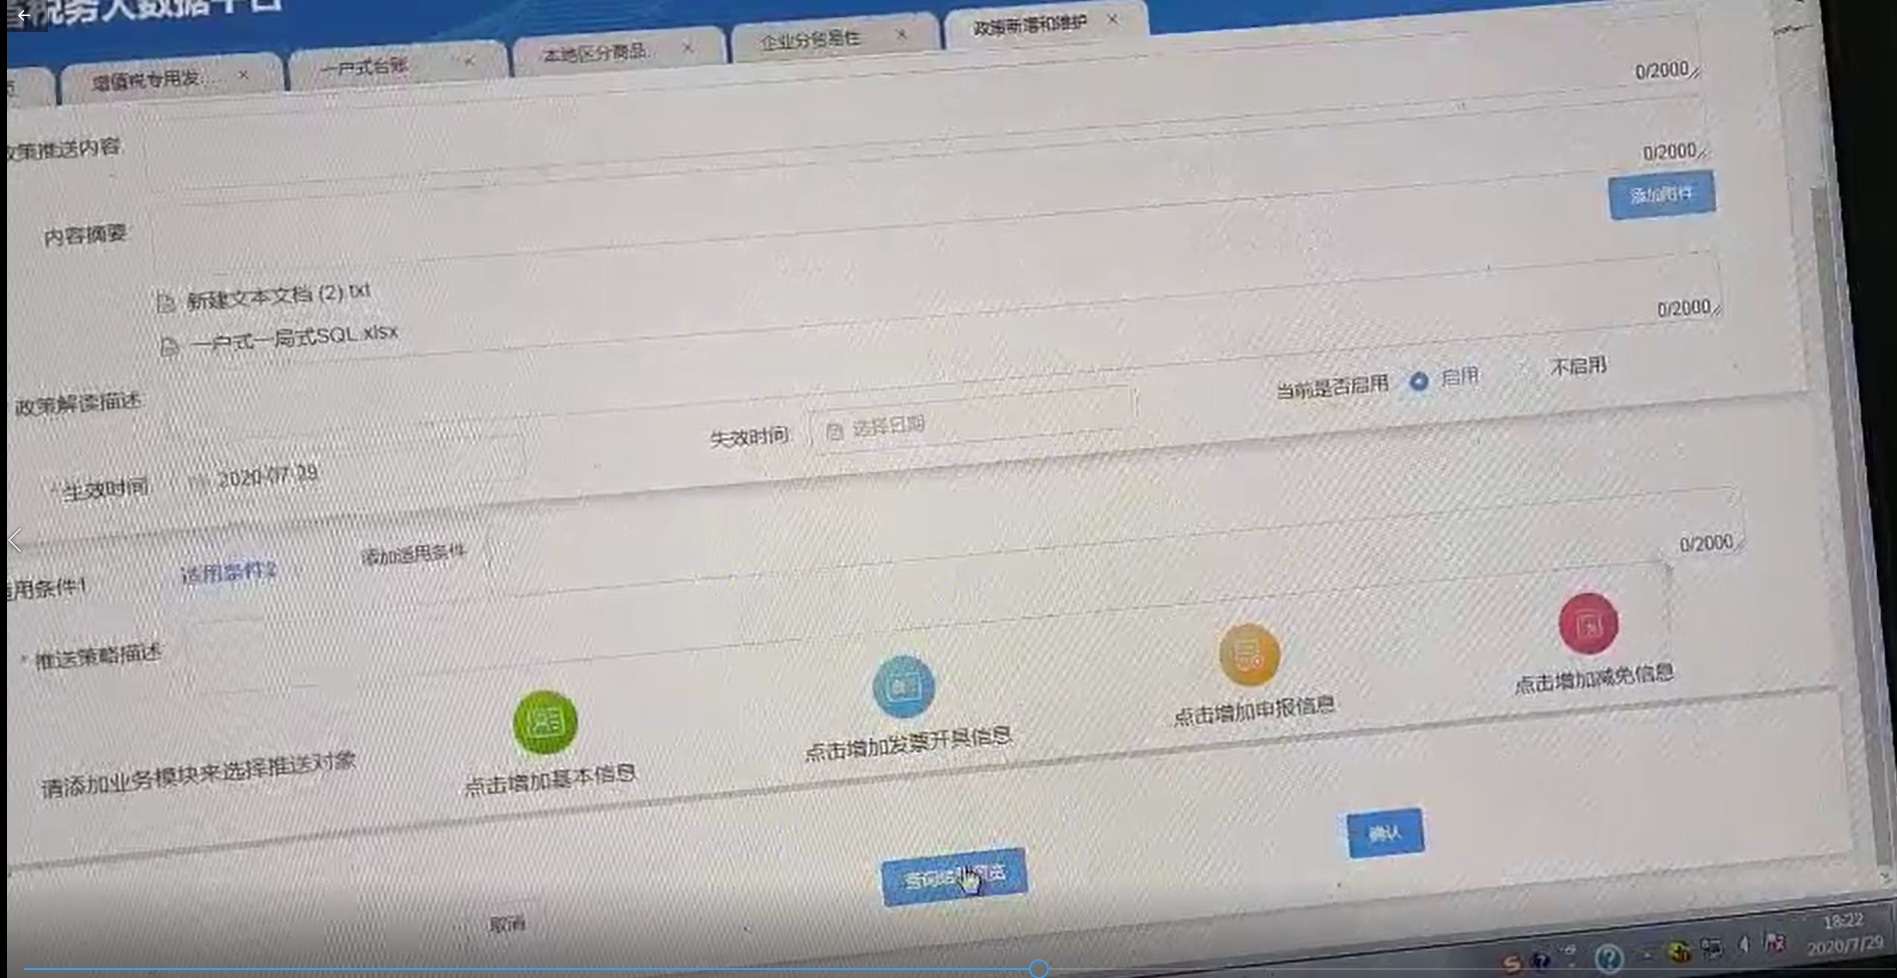 税务大数据平台
增值税专用发...... ×
一户式台账 ×
本地区分商品... ×
企业分贸易性 ×
政策新增和维护 ×
0/2000
政策推送内容
0/2000
添加附件
内容摘要
新建文本文档 (2).txt
一户式一局式SQL.xlsx
0/2000
政策解读描述
当前是否启用 启用 不启用
失效时间 选择日期
*生效时间 2020-07-29
适用条件1 适用条件2 添加适用条件
0/2000
* 推送策略描述
请添加业务模块来选择推送对象
点击增加基本信息
点击增加发票开具信息
点击增加申报信息
点击增加减免信息
确认
取消
18:22
2020/7/29